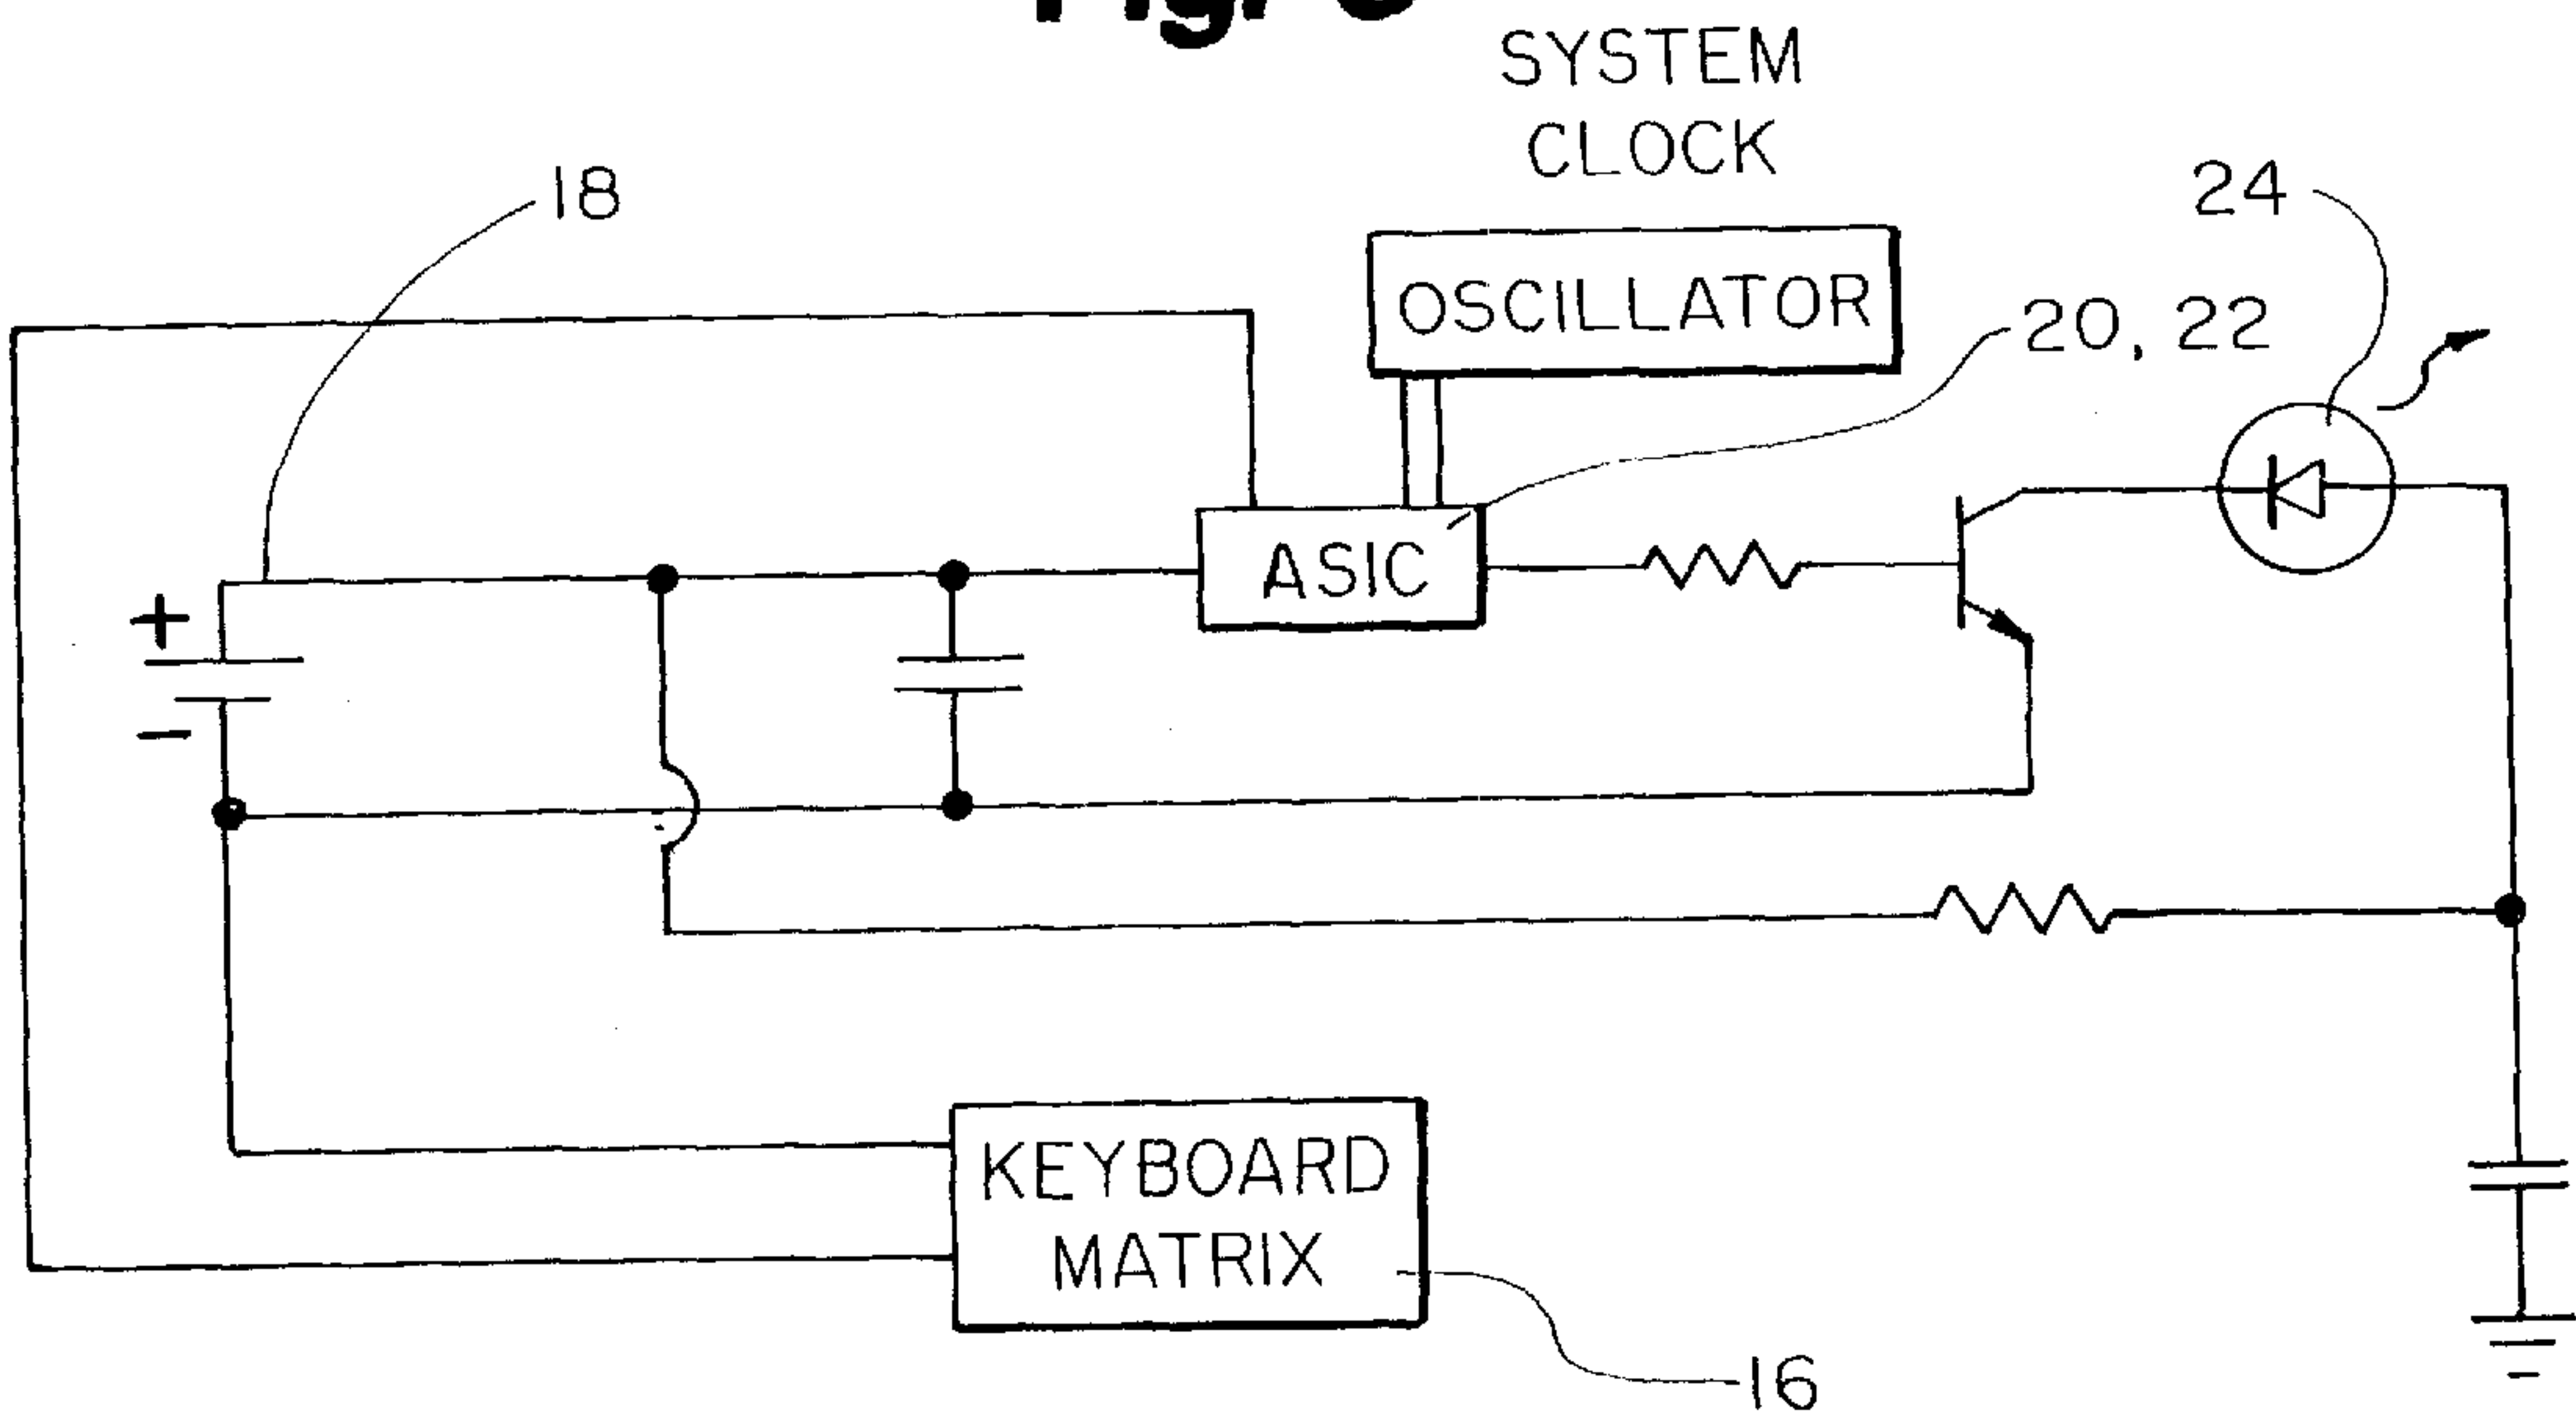 SYSTEM
CLOCK
18
24
OSCILLATOR
20, 22
ASIC
+
−
KEYBOARD
MATRIX
16